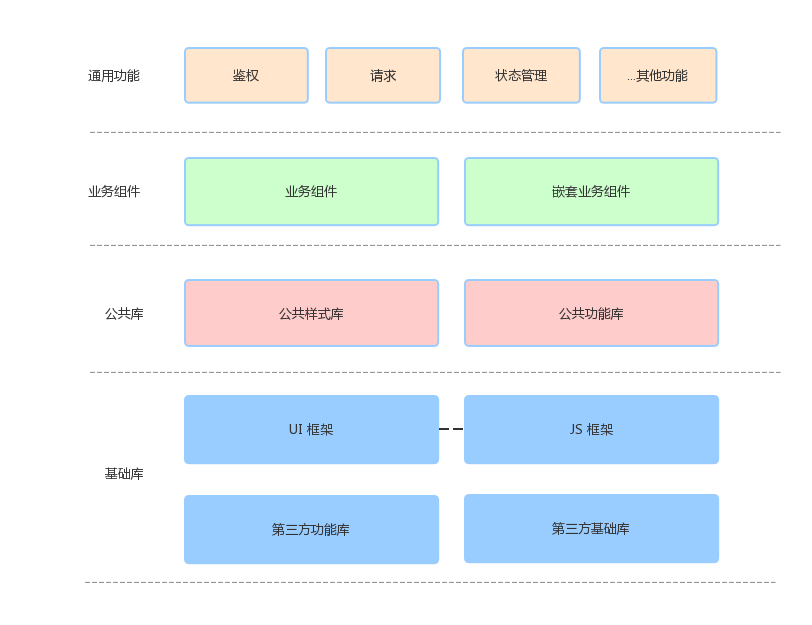 通用功能
鉴权
请求
状态管理
...其他功能
业务组件
业务组件
嵌套业务组件
公共库
公共样式库
公共功能库
基础库
UI 框架
JS 框架
第三方功能库
第三方基础库